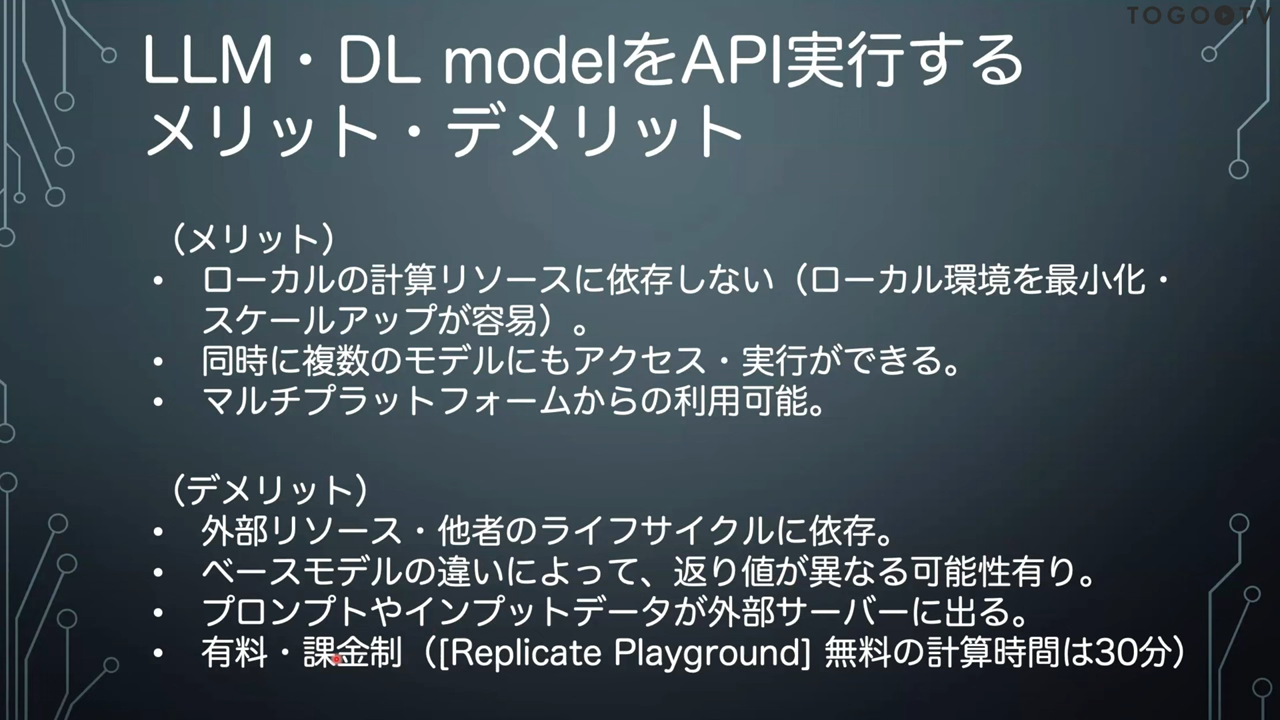 TOGO TV
LLM・DL modelをAPI実行する
メリット・デメリット
（メリット）
• ローカルの計算リソースに依存しない（ローカル環境を最小化・
スケールアップが容易）。
• 同時に複数のモデルにもアクセス・実行ができる。
• マルチプラットフォームからの利用可能。
（デメリット）
• 外部リソース・他者のライフサイクルに依存。
• ベースモデルの違いによって、返り値が異なる可能性有り。
• プロンプトやインプットデータが外部サーバーに出る。
• 有料・課金制（[Replicate Playground] 無料の計算時間は30分）